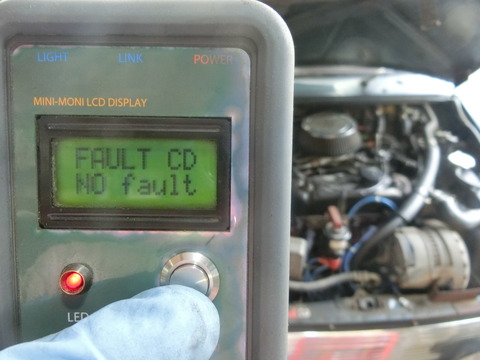 LIGHT LINK POWER
MINI-MONI LCD DISPLAY
FAULT CD
NO fault
LED